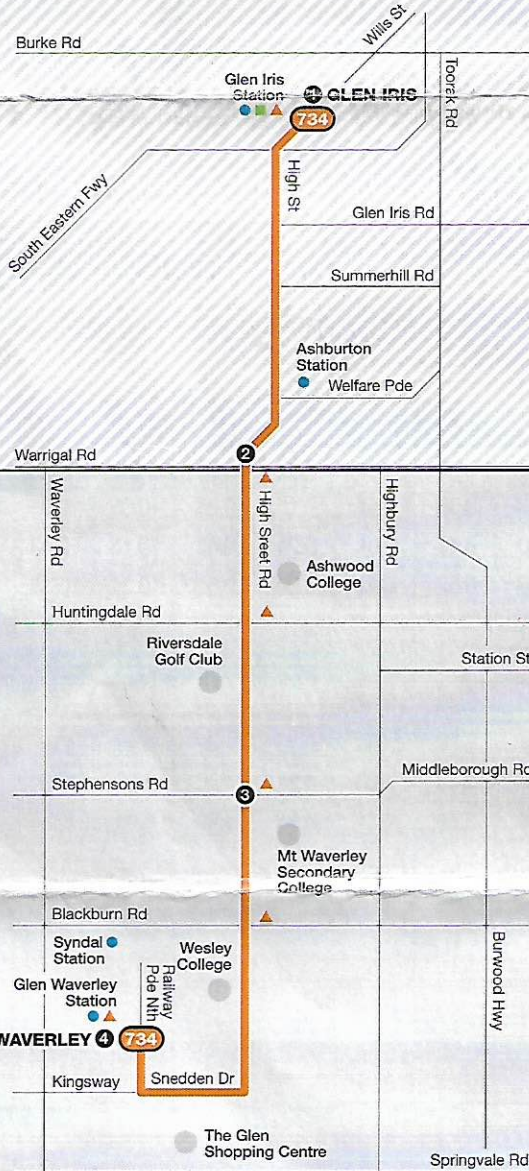 Wills St
Burke Rd
Toorak Rd
Glen Iris
Station
GLEN IRIS
734
South Eastern Fwy
High St
Glen Iris Rd
Summerhill Rd
Ashburton
Station
Welfare Pde
2
Warrigal Rd
Waverley Rd
High Sreet Rd
Highbury Rd
Ashwood
College
Huntingdale Rd
Riversdale
Golf Club
Station St
Stephensons Rd
3
Middleborough Rd
Mt Waverley
Secondary
College
Blackburn Rd
Syndal
Station
Wesley
College
Burwood Hwy
Glen Waverley
Station
Railway
Pde Nth
WAVERLEY 4 734
Kingsway
Snedden Dr
The Glen
Shopping Centre
Springvale Rd